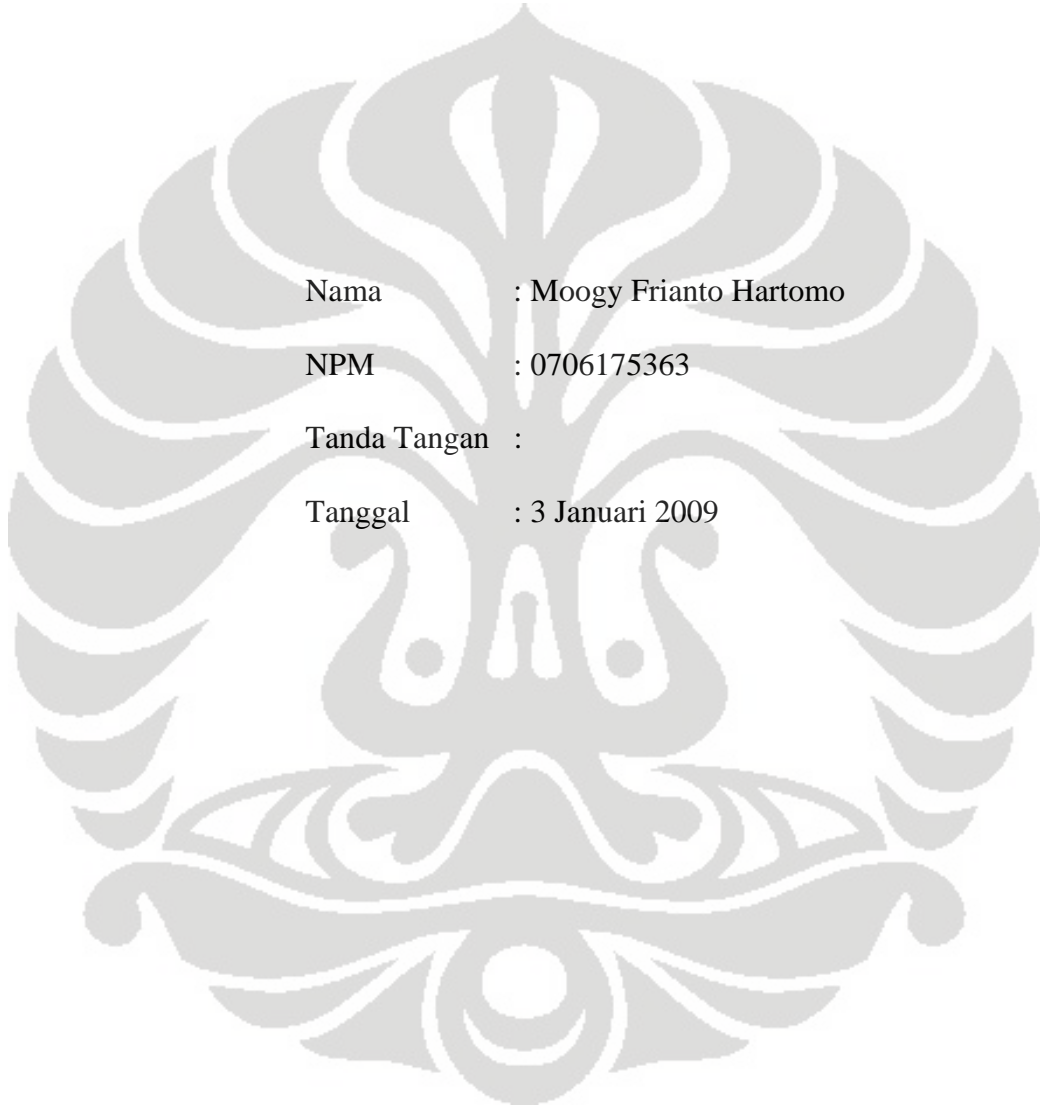 Nama : Moogy Frianto Hartomo
NPM : 0706175363
Tanda Tangan :
Tanggal : 3 Januari 2009